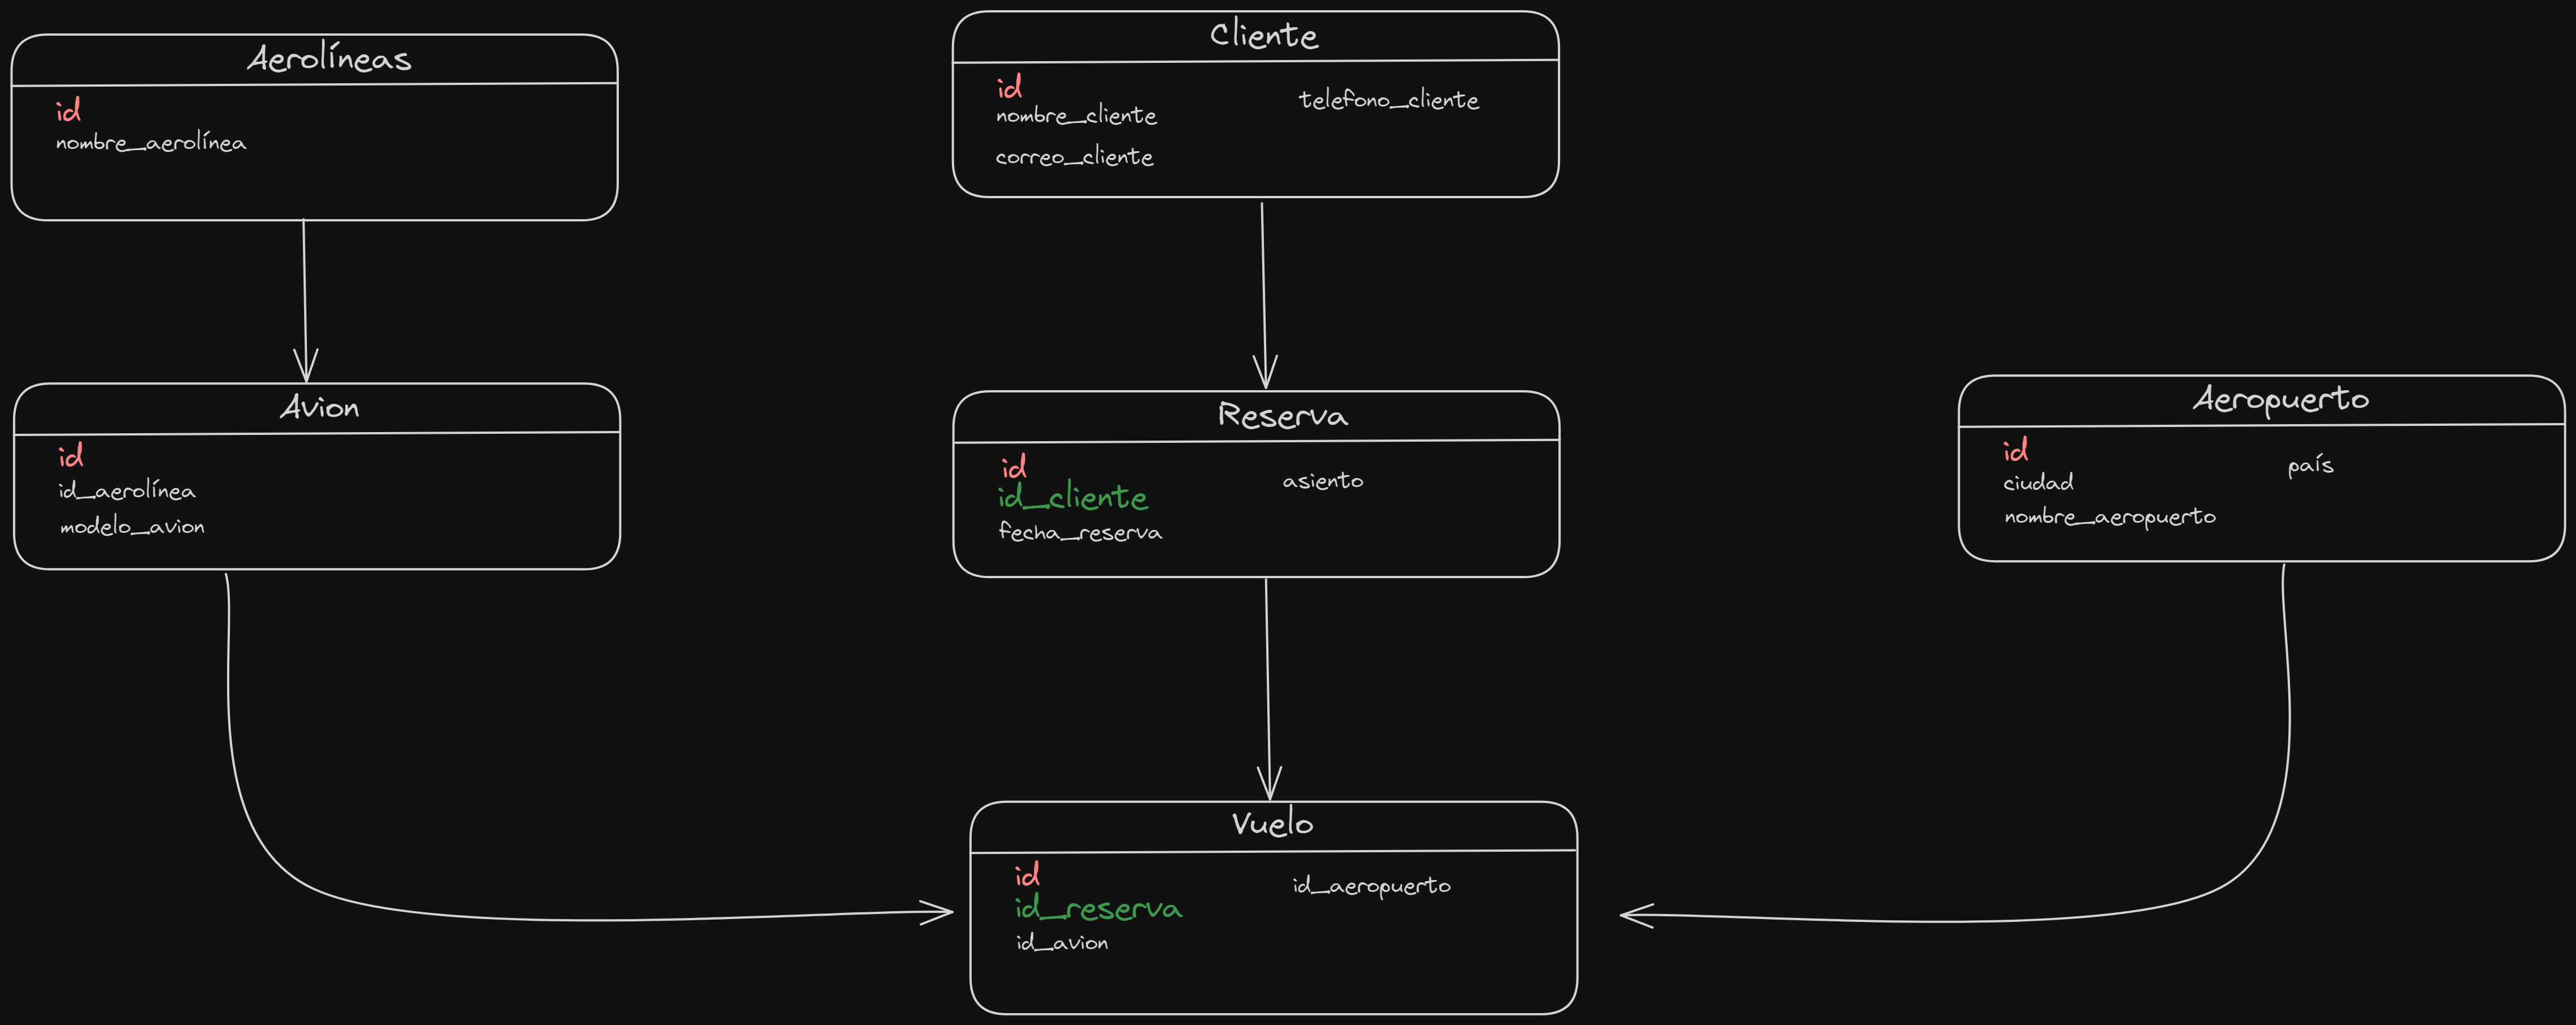 Aerolíneas
id
nombre_aerolínea
Cliente
id
nombre_cliente
correo_cliente
telefono_cliente
Avion
id
id_aerolínea
modelo_avion
Reserva
id
id_cliente
fecha_reserva
asiento
Aeropuerto
id
ciudad
nombre_aeropuerto
país
Vuelo
id
id_reserva
id_avion
id_aeropuerto